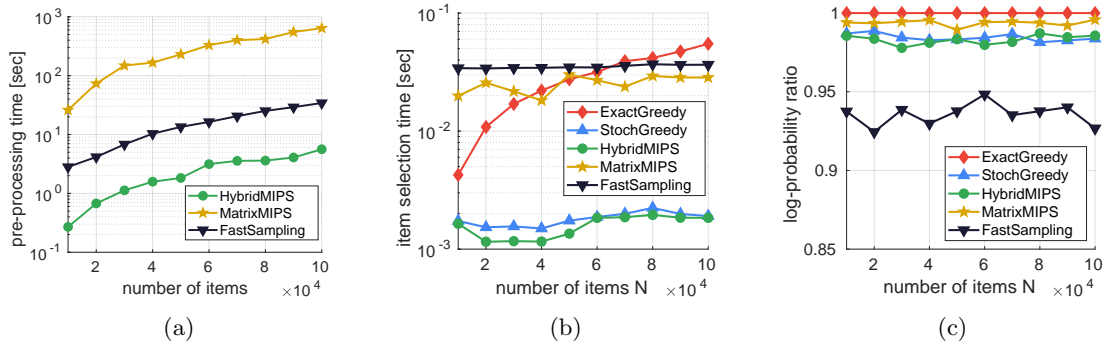 pre-processing time [sec]
10^3
10^2
10^1
10^0
10^-1
HybridMIPS
MatrixMIPS
FastSampling
2 4 6 8 10
number of items ×10^4
(a)
item selection time [sec]
10^-1
10^-2
10^-3
ExactGreedy
StochGreedy
HybridMIPS
MatrixMIPS
FastSampling
2 4 6 8 10
number of items N ×10^4
(b)
log-probability ratio
1
0.95
0.9
0.85
ExactGreedy
StochGreedy
HybridMIPS
MatrixMIPS
FastSampling
2 4 6 8 10
number of items N ×10^4
(c)